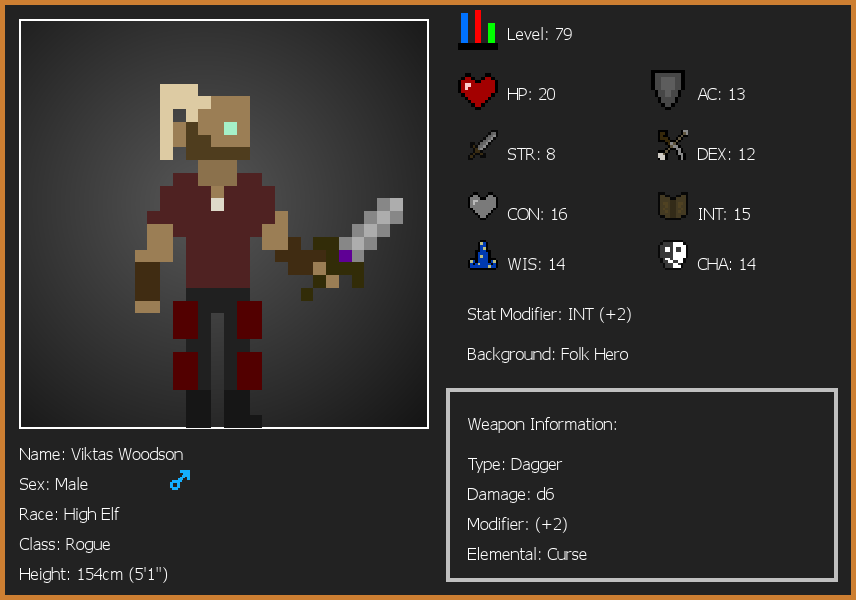 Level: 79
HP: 20
AC: 13
STR: 8
DEX: 12
CON: 16
INT: 15
WIS: 14
CHA: 14
Stat Modifier: INT (+2)
Background: Folk Hero
Weapon Information:
Type: Dagger
Damage: d6
Modifier: (+2)
Elemental: Curse
Name: Viktas Woodson
Sex: Male
Race: High Elf
Class: Rogue
Height: 154cm (5'1")